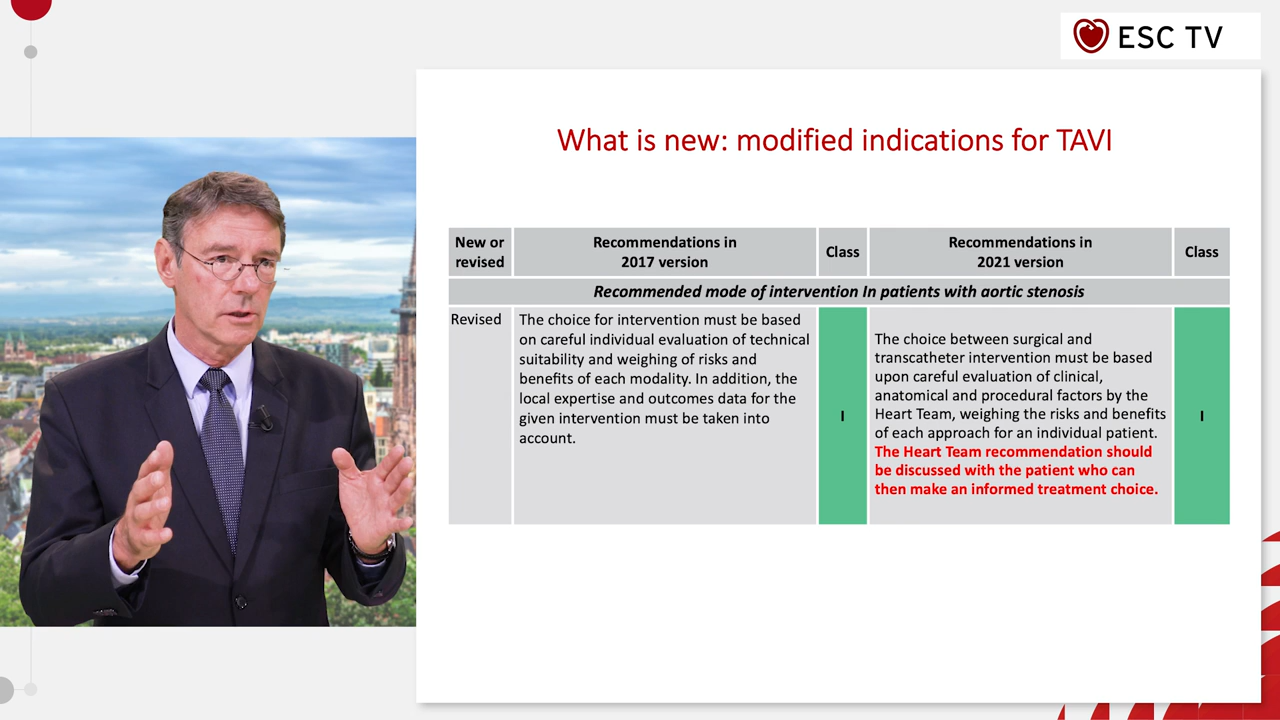 ESC TV
What is new: modified indications for TAVI
New or
revised
Recommendations in
2017 version
Class
Recommendations in
2021 version
Class
Recommended mode of intervention In patients with aortic stenosis
Revised
The choice for intervention must be based
on careful individual evaluation of technical
suitability and weighing of risks and
benefits of each modality. In addition, the
local expertise and outcomes data for the
given intervention must be taken into
account.
I
The choice between surgical and
transcatheter intervention must be based
upon careful evaluation of clinical,
anatomical and procedural factors by the
Heart Team, weighing the risks and benefits
of each approach for an individual patient.
The Heart Team recommendation should
be discussed with the patient who can
then make an informed treatment choice.
I